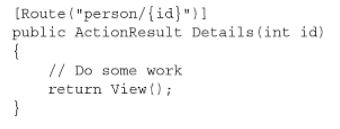 [Route("person/{id}")]
public ActionResult Details(int id)
{
    // Do some work
    return View();
}